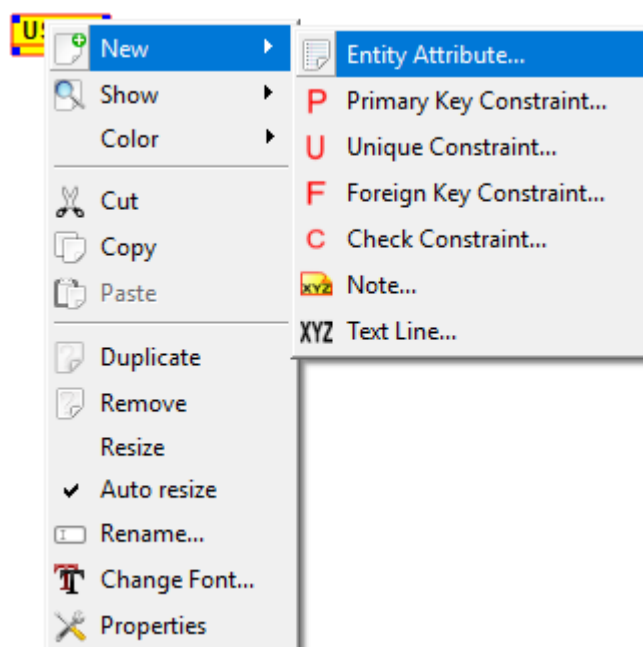 New
Show
Color
Cut
Copy
Paste
Duplicate
Remove
Resize
Auto resize
Rename...
Change Font...
Properties
Entity Attribute...
P Primary Key Constraint...
U Unique Constraint...
F Foreign Key Constraint...
C Check Constraint...
XYZ Note...
XYZ Text Line...